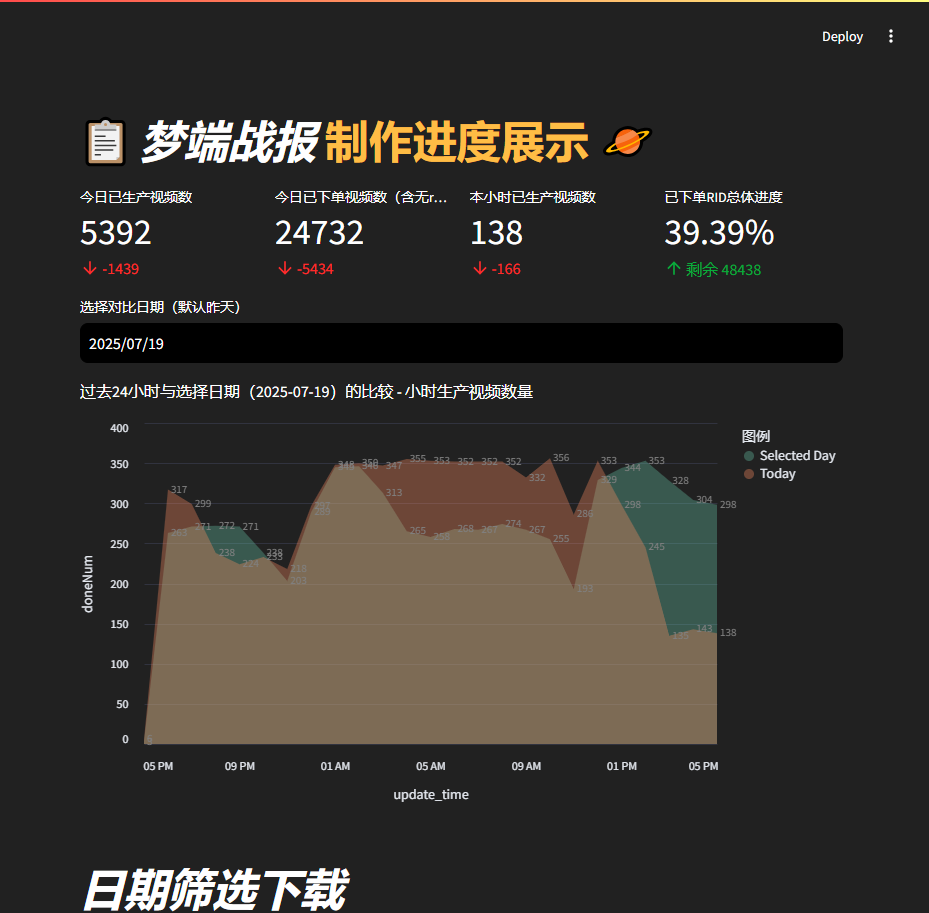 Deploy
梦端战报 制作进度展示
今日已生产视频数
5392
-1439
今日已下单视频数（含无r...
24732
-5434
本小时已生产视频数
138
-166
已下单RID总体进度
39.39%
剩余 48438
选择对比日期（默认昨天）
2025/07/19
过去24小时与选择日期（2025-07-19）的比较 - 小时生产视频数量
400
350
300
250
200
150
100
50
0
doneNum
317
299
271
272
271
238
224
238
233
218
203
350
347
313
355
353
352
352
352
332
356
286
353
344
353
328
304
298
265
258
268
267
274
267
255
193
329
298
245
135
143
138
05 PM
09 PM
01 AM
05 AM
09 AM
01 PM
05 PM
update_time
图例
Selected Day
Today
日期筛选下载